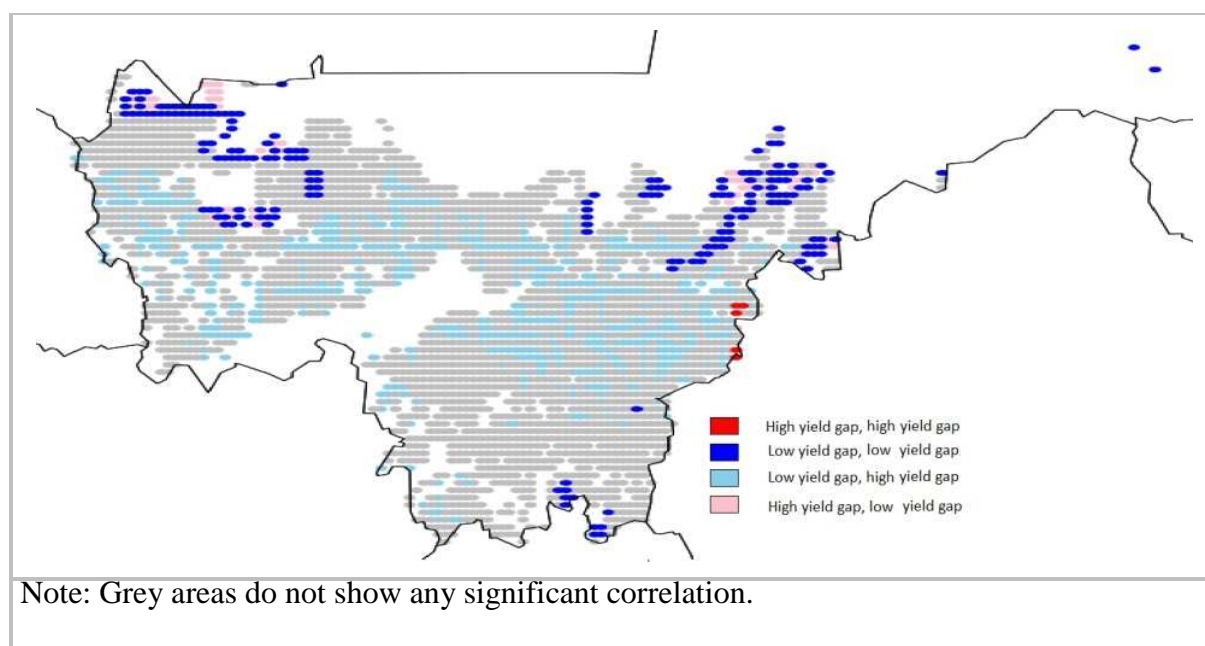 High yield gap, high yield gap
Low yield gap, low yield gap
Low yield gap, high yield gap
High yield gap, low yield gap
Note: Grey areas do not show any significant correlation.